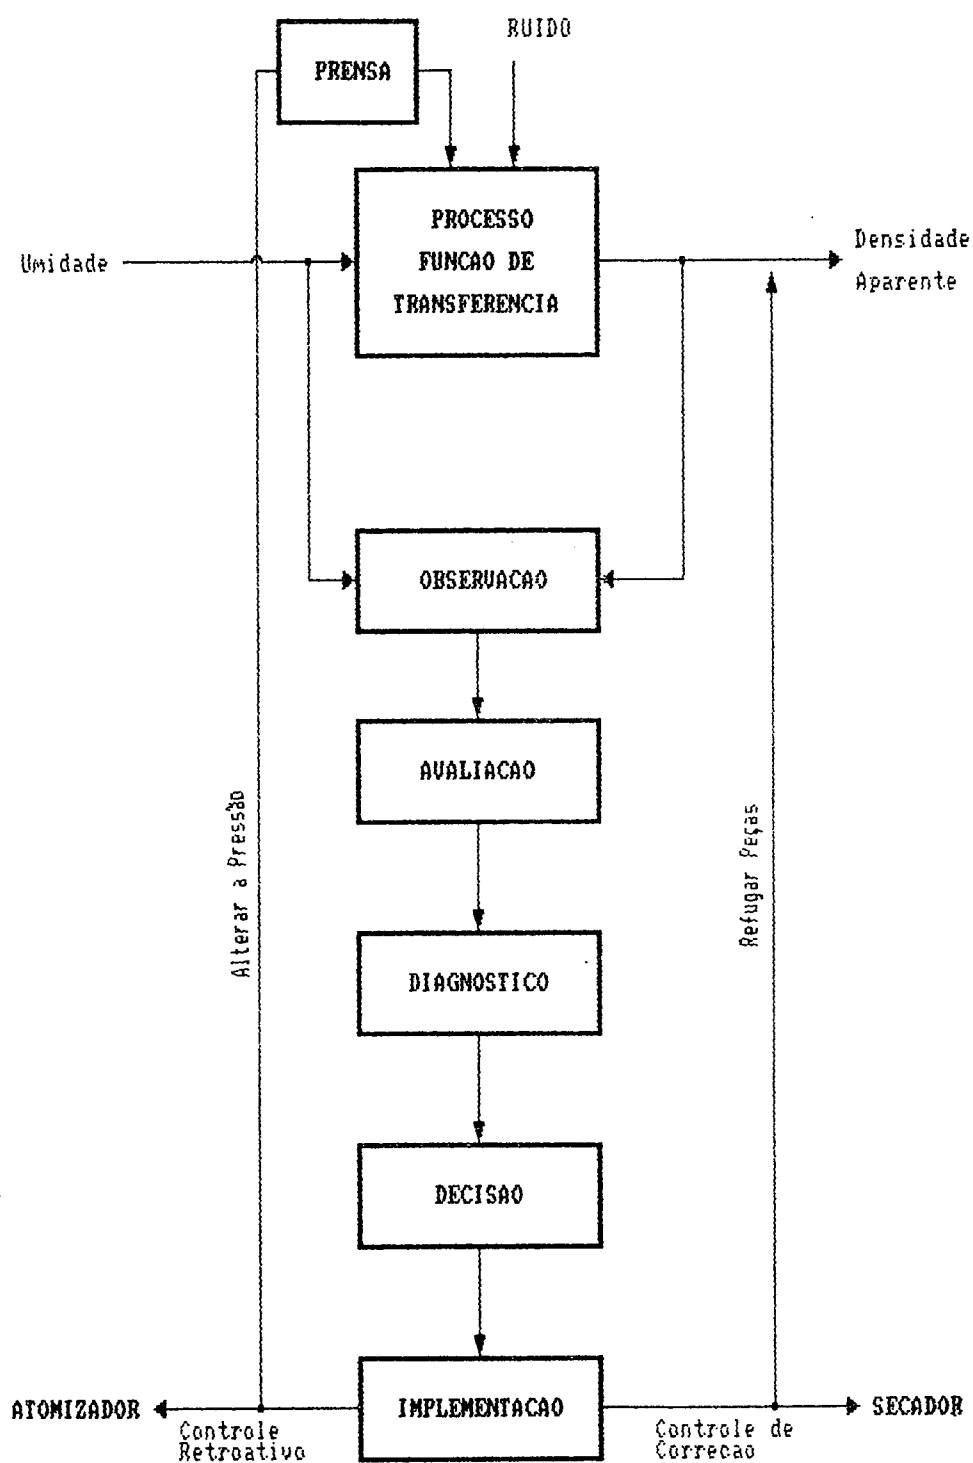 RUIDO
PRENSA
PROCESSO
FUNCAO DE
TRANSFERENCIA
Umidade
Densidade
Aparente
OBSERVACAO
AVALIACAO
Alterar a Pressão
Refugar Peças
DIAGNOSTICO
DECISAO
ATOMIZADOR
IMPLEMENTACAO
SECADOR
Controle
Retroativo
Controle de
Correcao